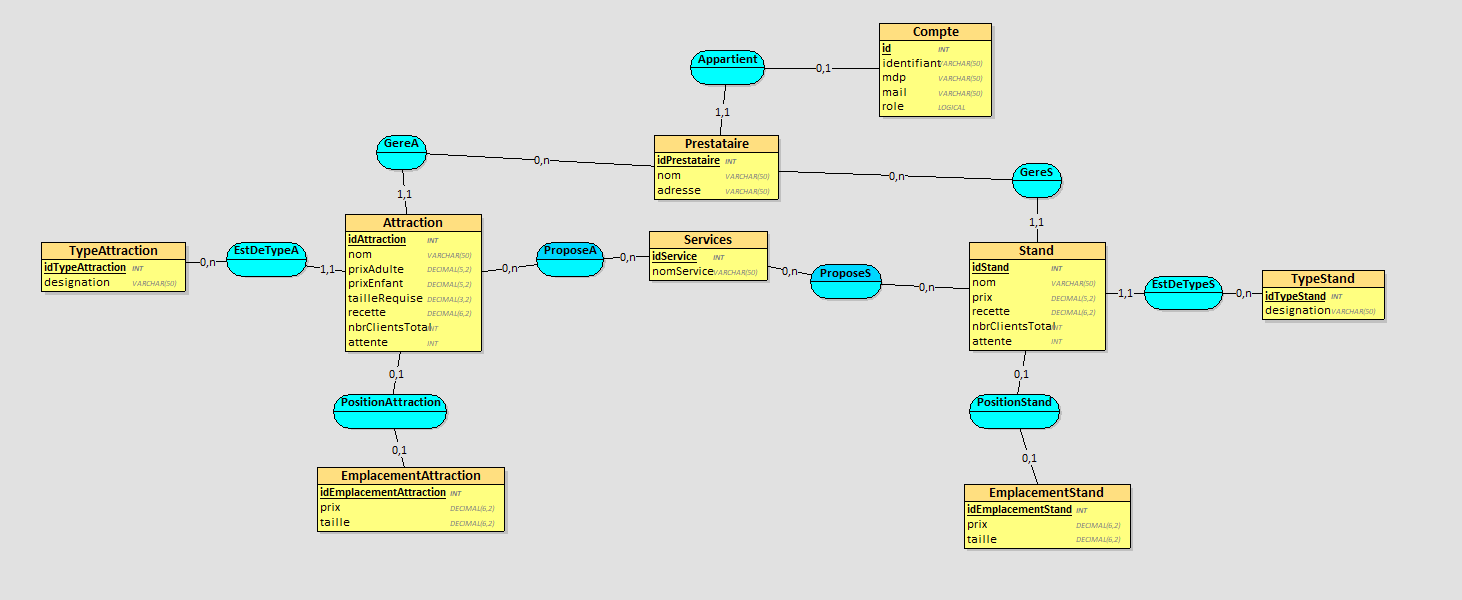 Compte
id INT
identifiant VARCHAR(50)
mdp VARCHAR(50)
mail VARCHAR(50)
role LOGICAL
Appartient
0,1
1,1
GereA
0,n
1,1
Prestataire
idPrestataire INT
nom VARCHAR(50)
adresse VARCHAR(50)
0,n
GereS
1,1
TypeAttraction
idTypeAttraction INT
designation VARCHAR(50)
0,n
EstDeTypeA
1,1
Attraction
idAttraction INT
nom VARCHAR(50)
prixAdulte DECIMAL(5,2)
prixEnfant DECIMAL(5,2)
tailleRequise DECIMAL(3,2)
recette DECIMAL(6,2)
nbrClientsTotal INT
attente INT
0,n
ProposeA
0,n
Services
idService INT
nomService VARCHAR(50)
0,n
ProposeS
0,n
Stand
idStand INT
nom VARCHAR(50)
prix DECIMAL(5,2)
recette DECIMAL(6,2)
nbrClientsTotal INT
attente INT
1,1
EstDeTypeS
0,n
TypeStand
idTypeStand INT
designation VARCHAR(50)
0,1
PositionAttraction
0,1
EmplacementAttraction
idEmplacementAttraction INT
prix DECIMAL(6,2)
taille DECIMAL(6,2)
0,1
PositionStand
0,1
EmplacementStand
idEmplacementStand INT
prix DECIMAL(6,2)
taille DECIMAL(6,2)